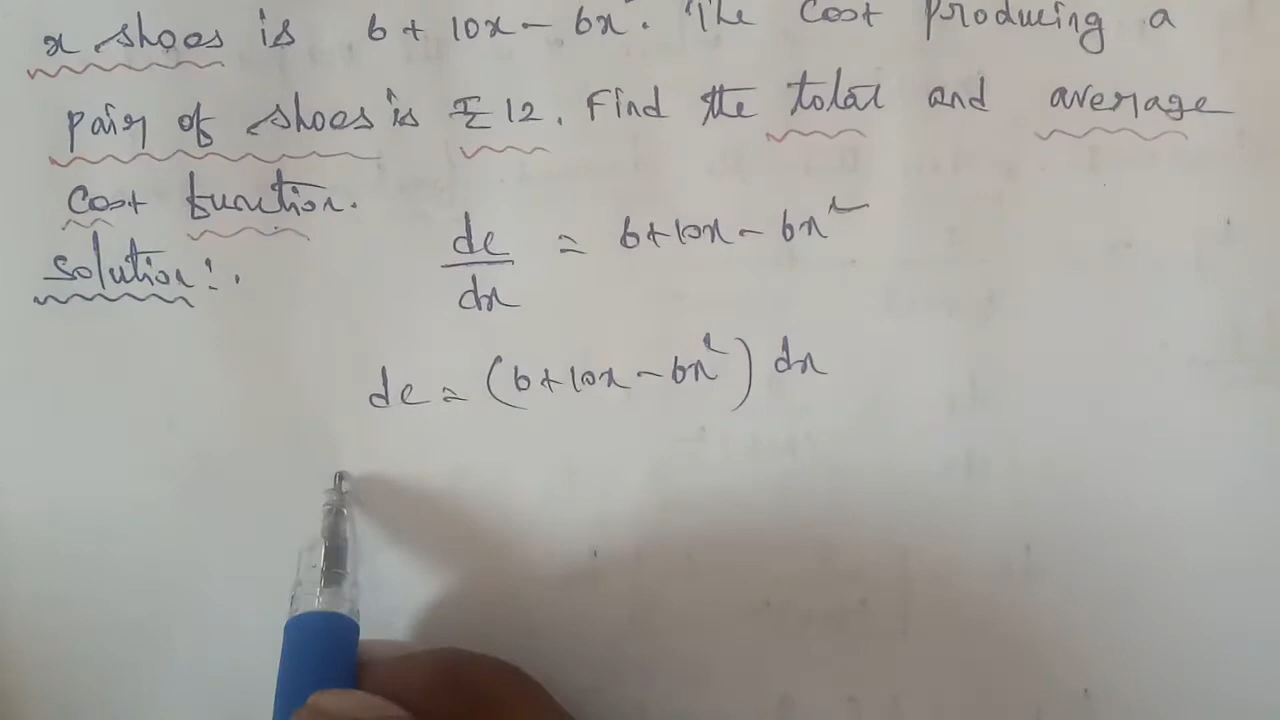 x shoes is 6 + 10x - 6x². The cost producing a
pair of shoes is ₹ 12. Find the total and average
cost function.
solution:.
dc/dx = 6+10x - 6x²
dc = (6+10x - 6x²) dx